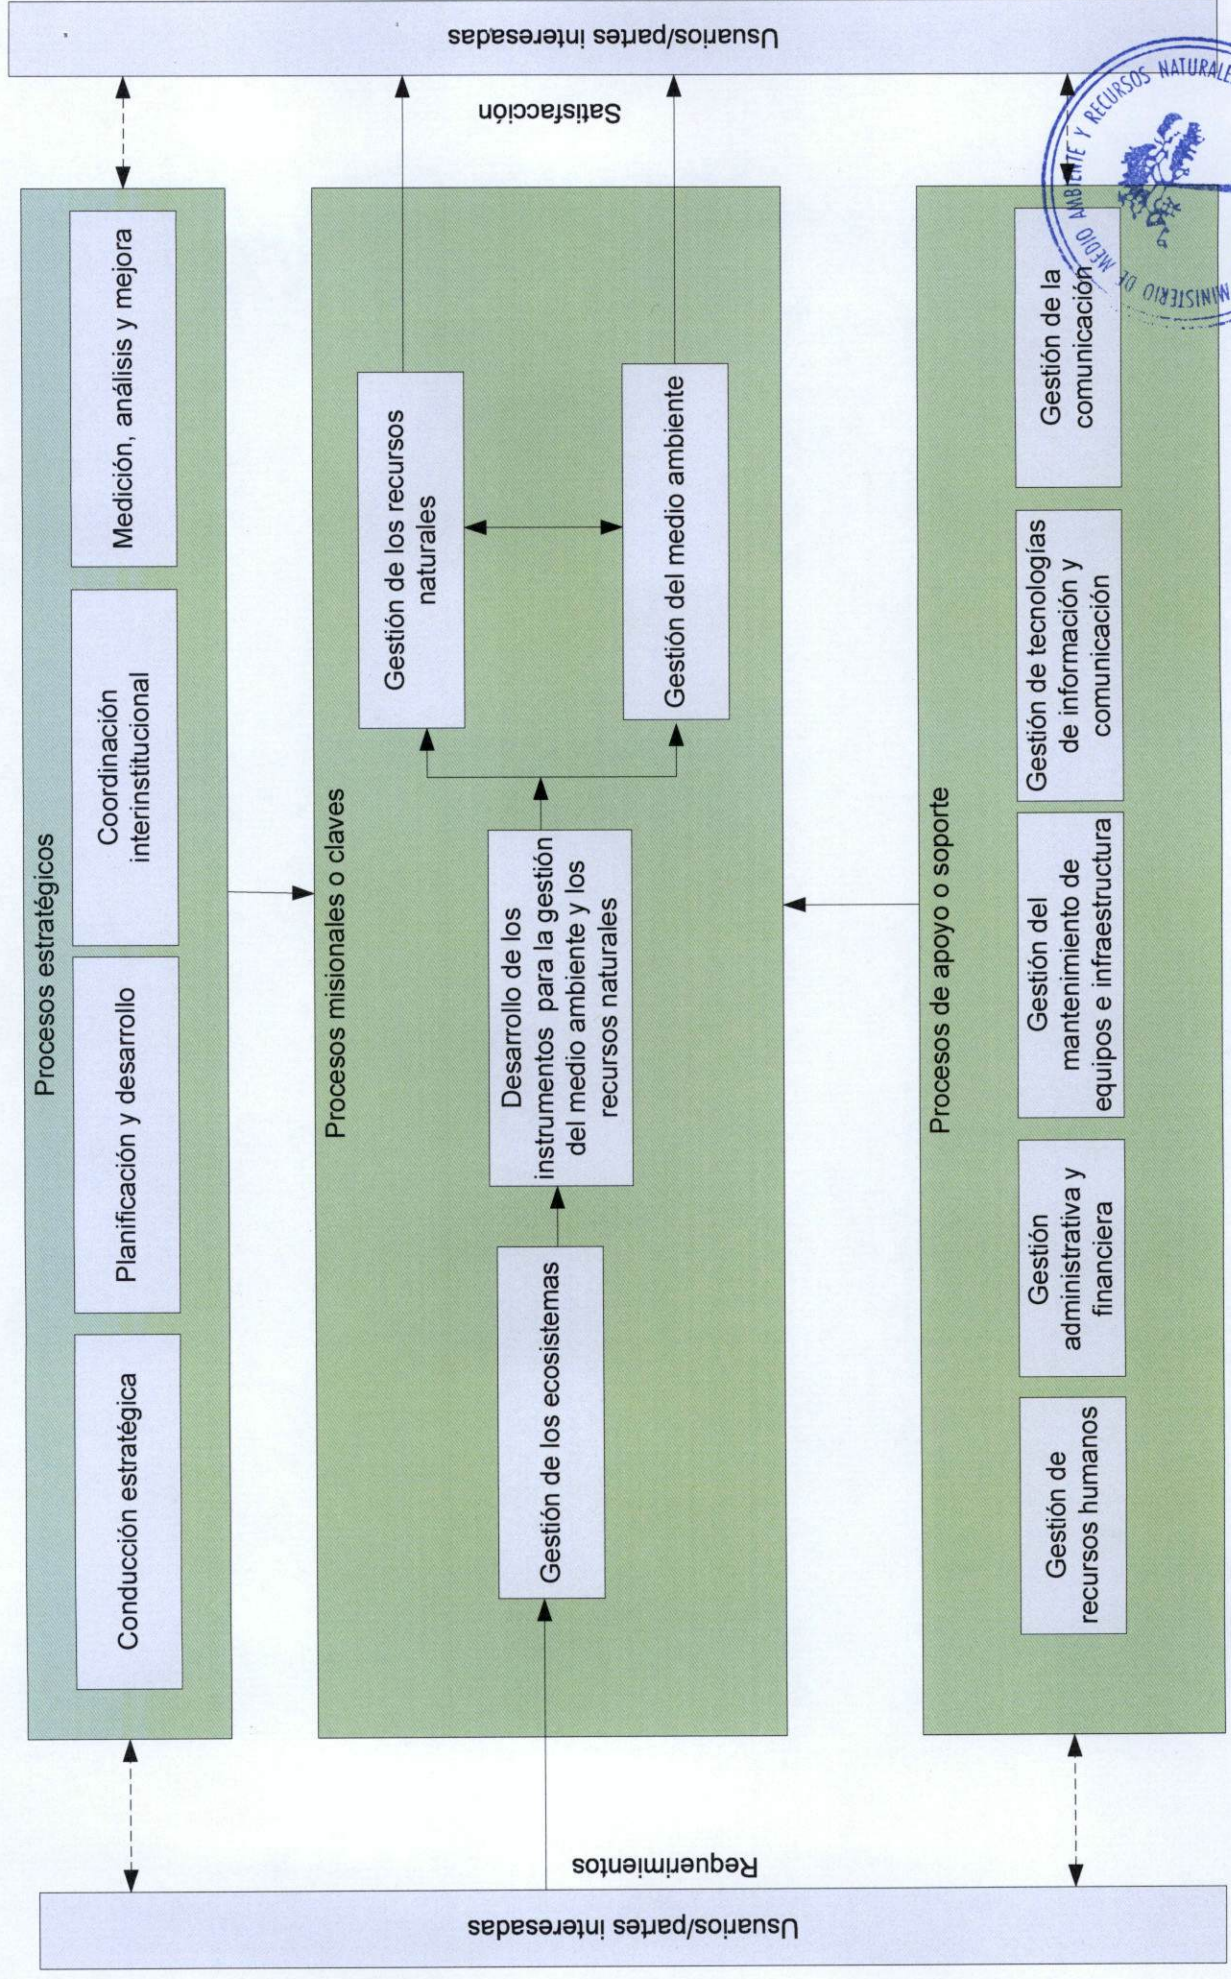 Usuarios/partes interesadas
Requerimientos
Procesos estratégicos
Conducción estratégica
Planificación y desarrollo
Coordinación
interinstitucional
Medición, análisis y mejora
Procesos misionales o claves
Gestión de los ecosistemas
Desarrollo de los
instrumentos para la gestión
del medio ambiente y los
recursos naturales
Gestión de los recursos
naturales
Gestión del medio ambiente
Procesos de apoyo o soporte
Gestión de
recursos humanos
Gestión
administrativa y
financiera
Gestión del
mantenimiento de
equipos e infraestructura
Gestión de tecnologías
de información y
comunicación
Gestión de la
comunicación
Satisfacción
Usuarios/partes interesadas
MINISTERIO DE MEDIO AMBIENTE Y RECURSOS NATURALES